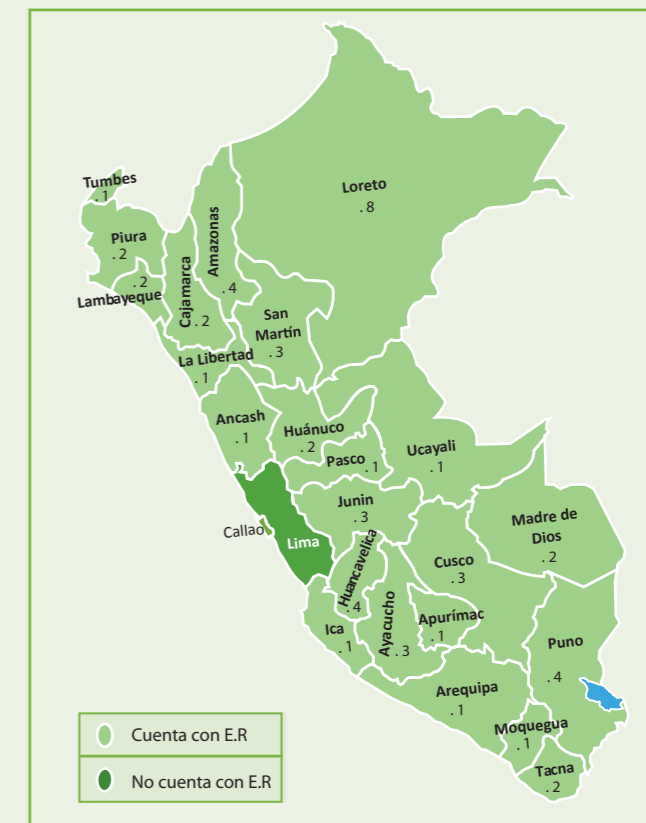 Tumbes
. 1
Loreto
. 8
Piura
. 2
Amazonas
. 4
. 2
Lambayeque
Cajamarca
. 2
San
Martín
. 3
La Libertad
. 1
Ancash
. 1
Huánuco
. 2
Pasco
. 1
Ucayali
. 1
Junin
. 3
Callao
Lima
Madre de
Dios
. 2
Huancavelica
. 4
Cusco
. 3
Ica
. 1
Ayacucho
. 3
Apurímac
. 1
Puno
. 4
Arequipa
. 1
Moquegua
. 1
Tacna
. 2
Cuenta con E.R
No cuenta con E.R